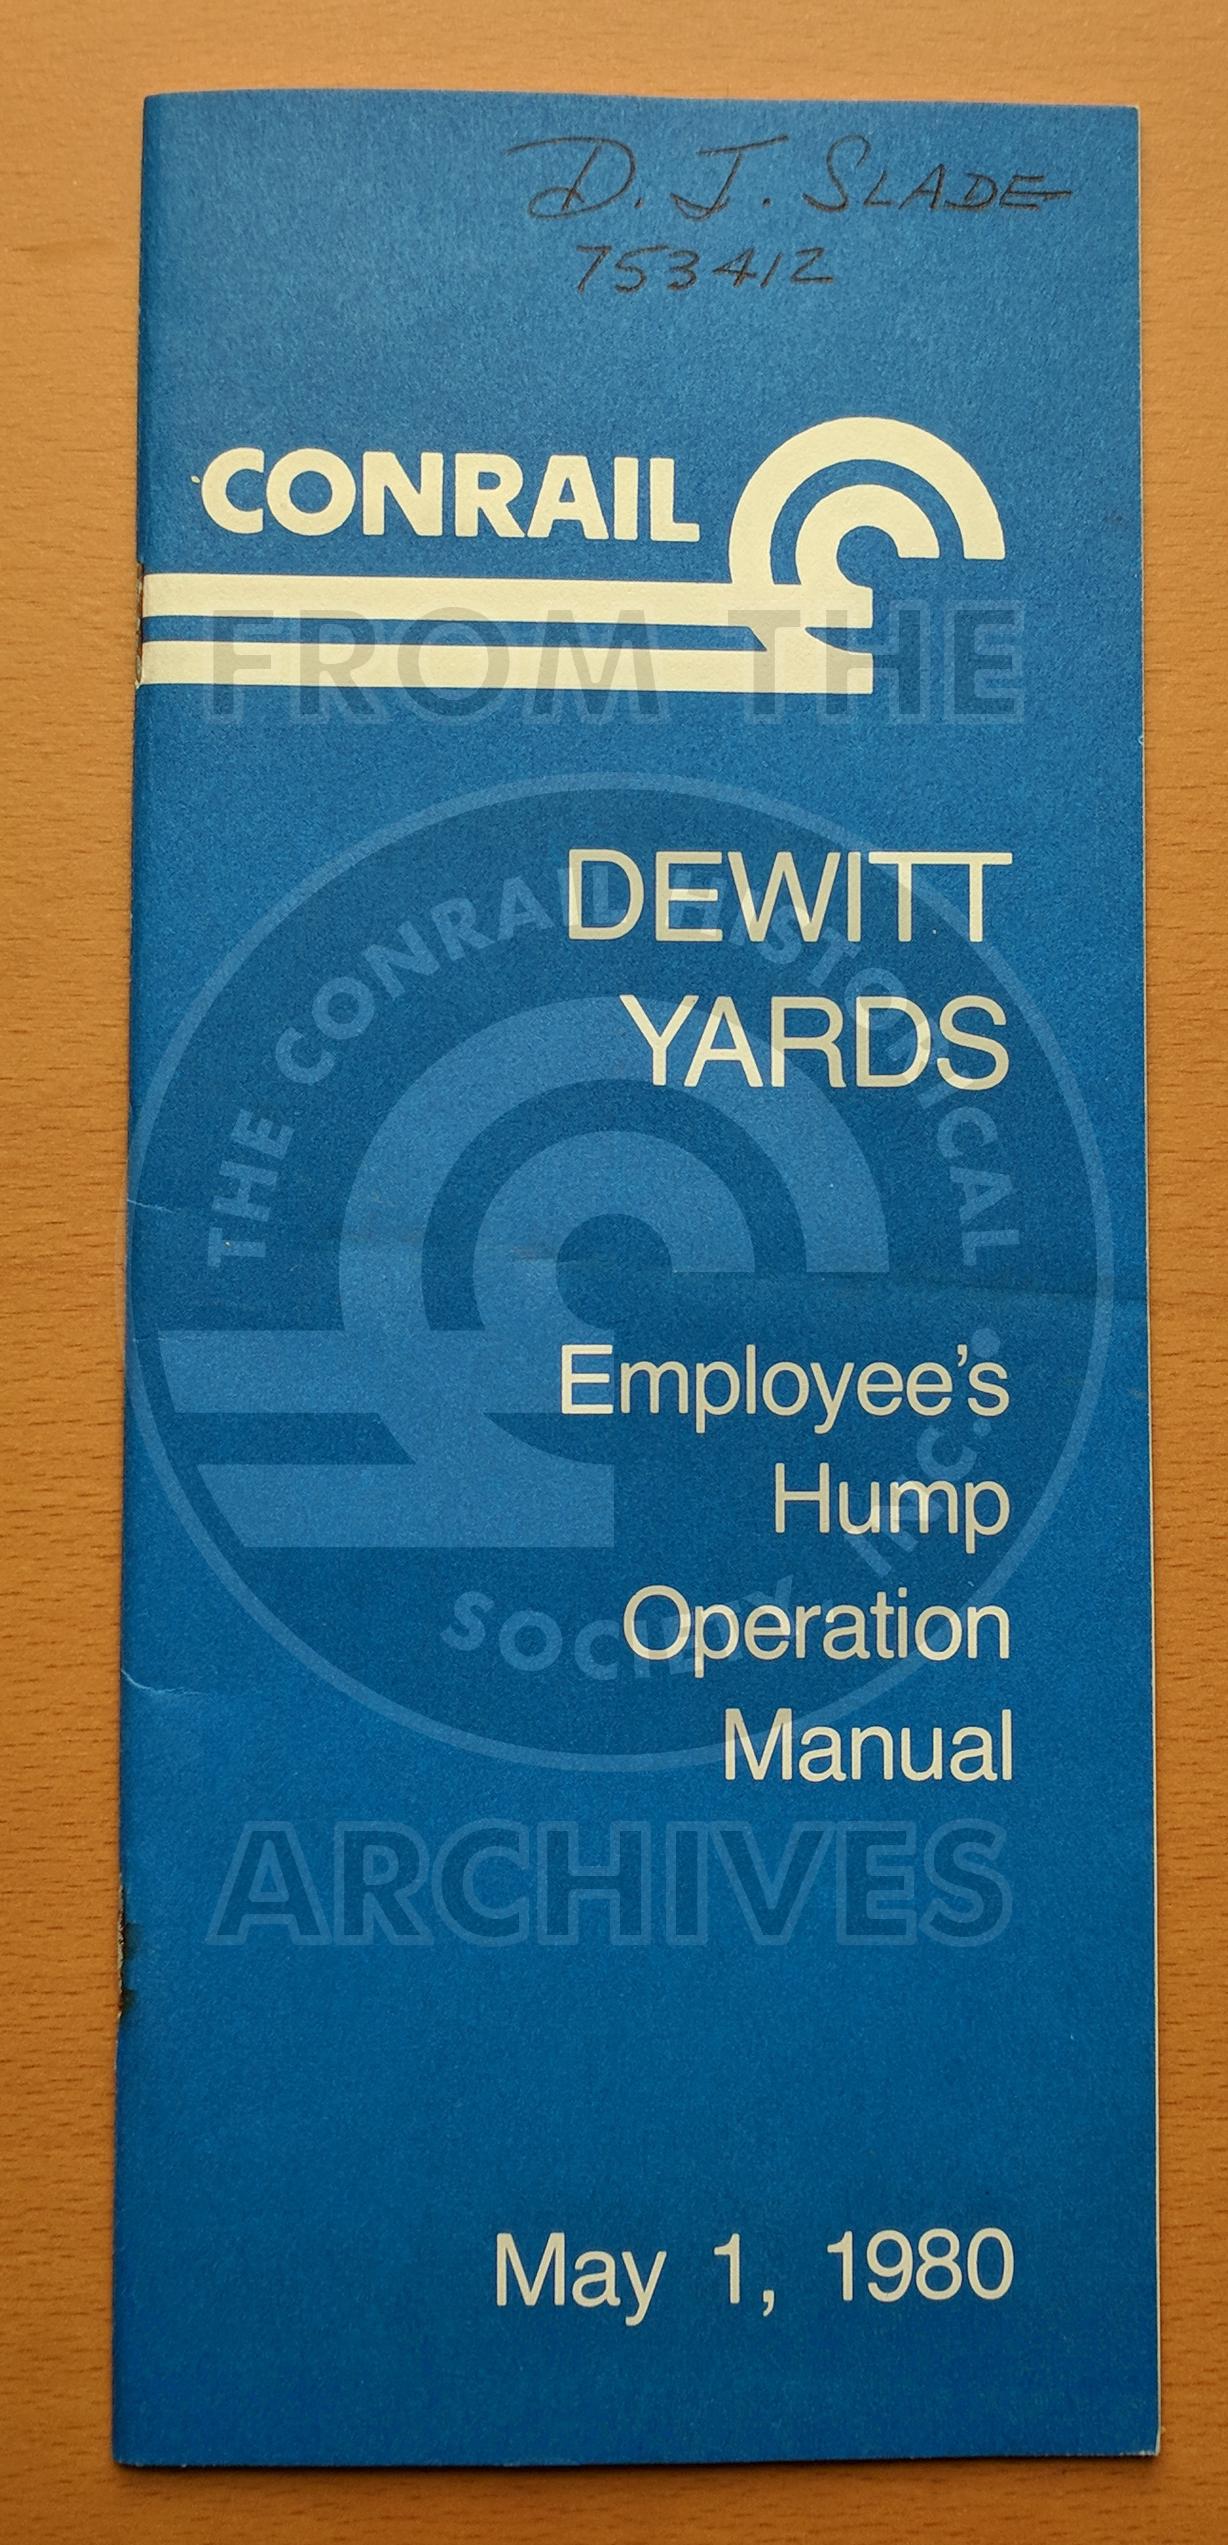 D. J. SLADE
753412
CONRAIL
FROM THE
DEWITT
YARDS
THE CONRAIL HISTORICAL
SOCIETY INC.
Employee's
Hump
Operation
Manual
ARCHIVES
May 1, 1980